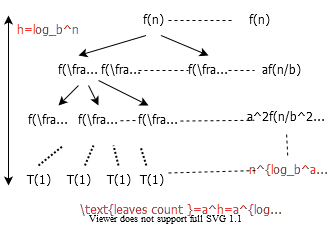 f(n) f(n)
h=log_b^n
f(\fra... f(\fra... f(\fra... af(n/b)
f(\fra... f(\fra... f(\fra... a^2f(n/b^2...
T(1) T(1) T(1) T(1) n^{log_b^a...
\text{leaves count }=a^h=a^{log...
Viewer does not support full SVG 1.1